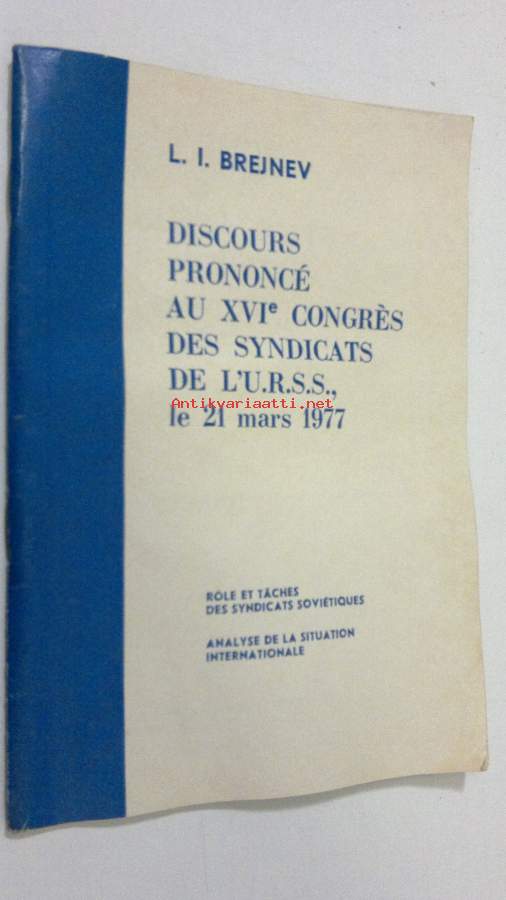 L. I. BREJNEV
DISCOURS
PRONONCÉ
AU XVIe CONGRÈS
DES SYNDICATS
DE L'U.R.S.S.,
Antikvariaatti.net
le 21 mars 1977
RÔLE ET TÂCHES
DES SYNDICATS SOVIÉTIQUES
ANALYSE DE LA SITUATION
INTERNATIONALE